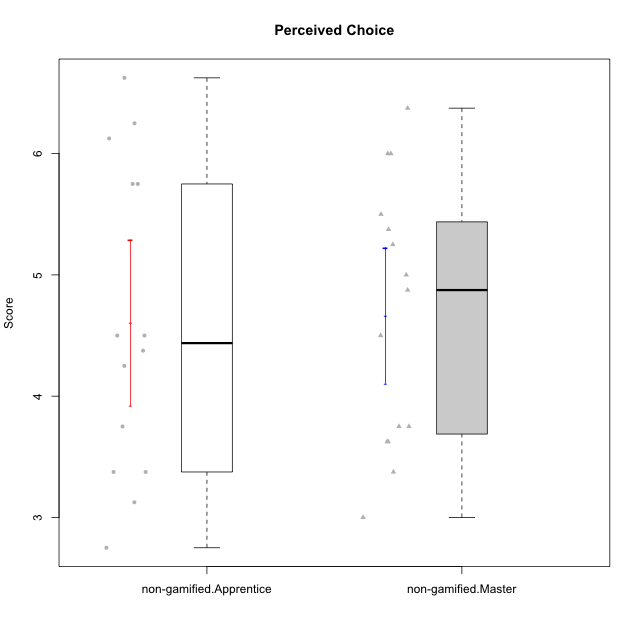 Perceived Choice
Score
6
5
4
3
non-gamified.Apprentice
non-gamified.Master